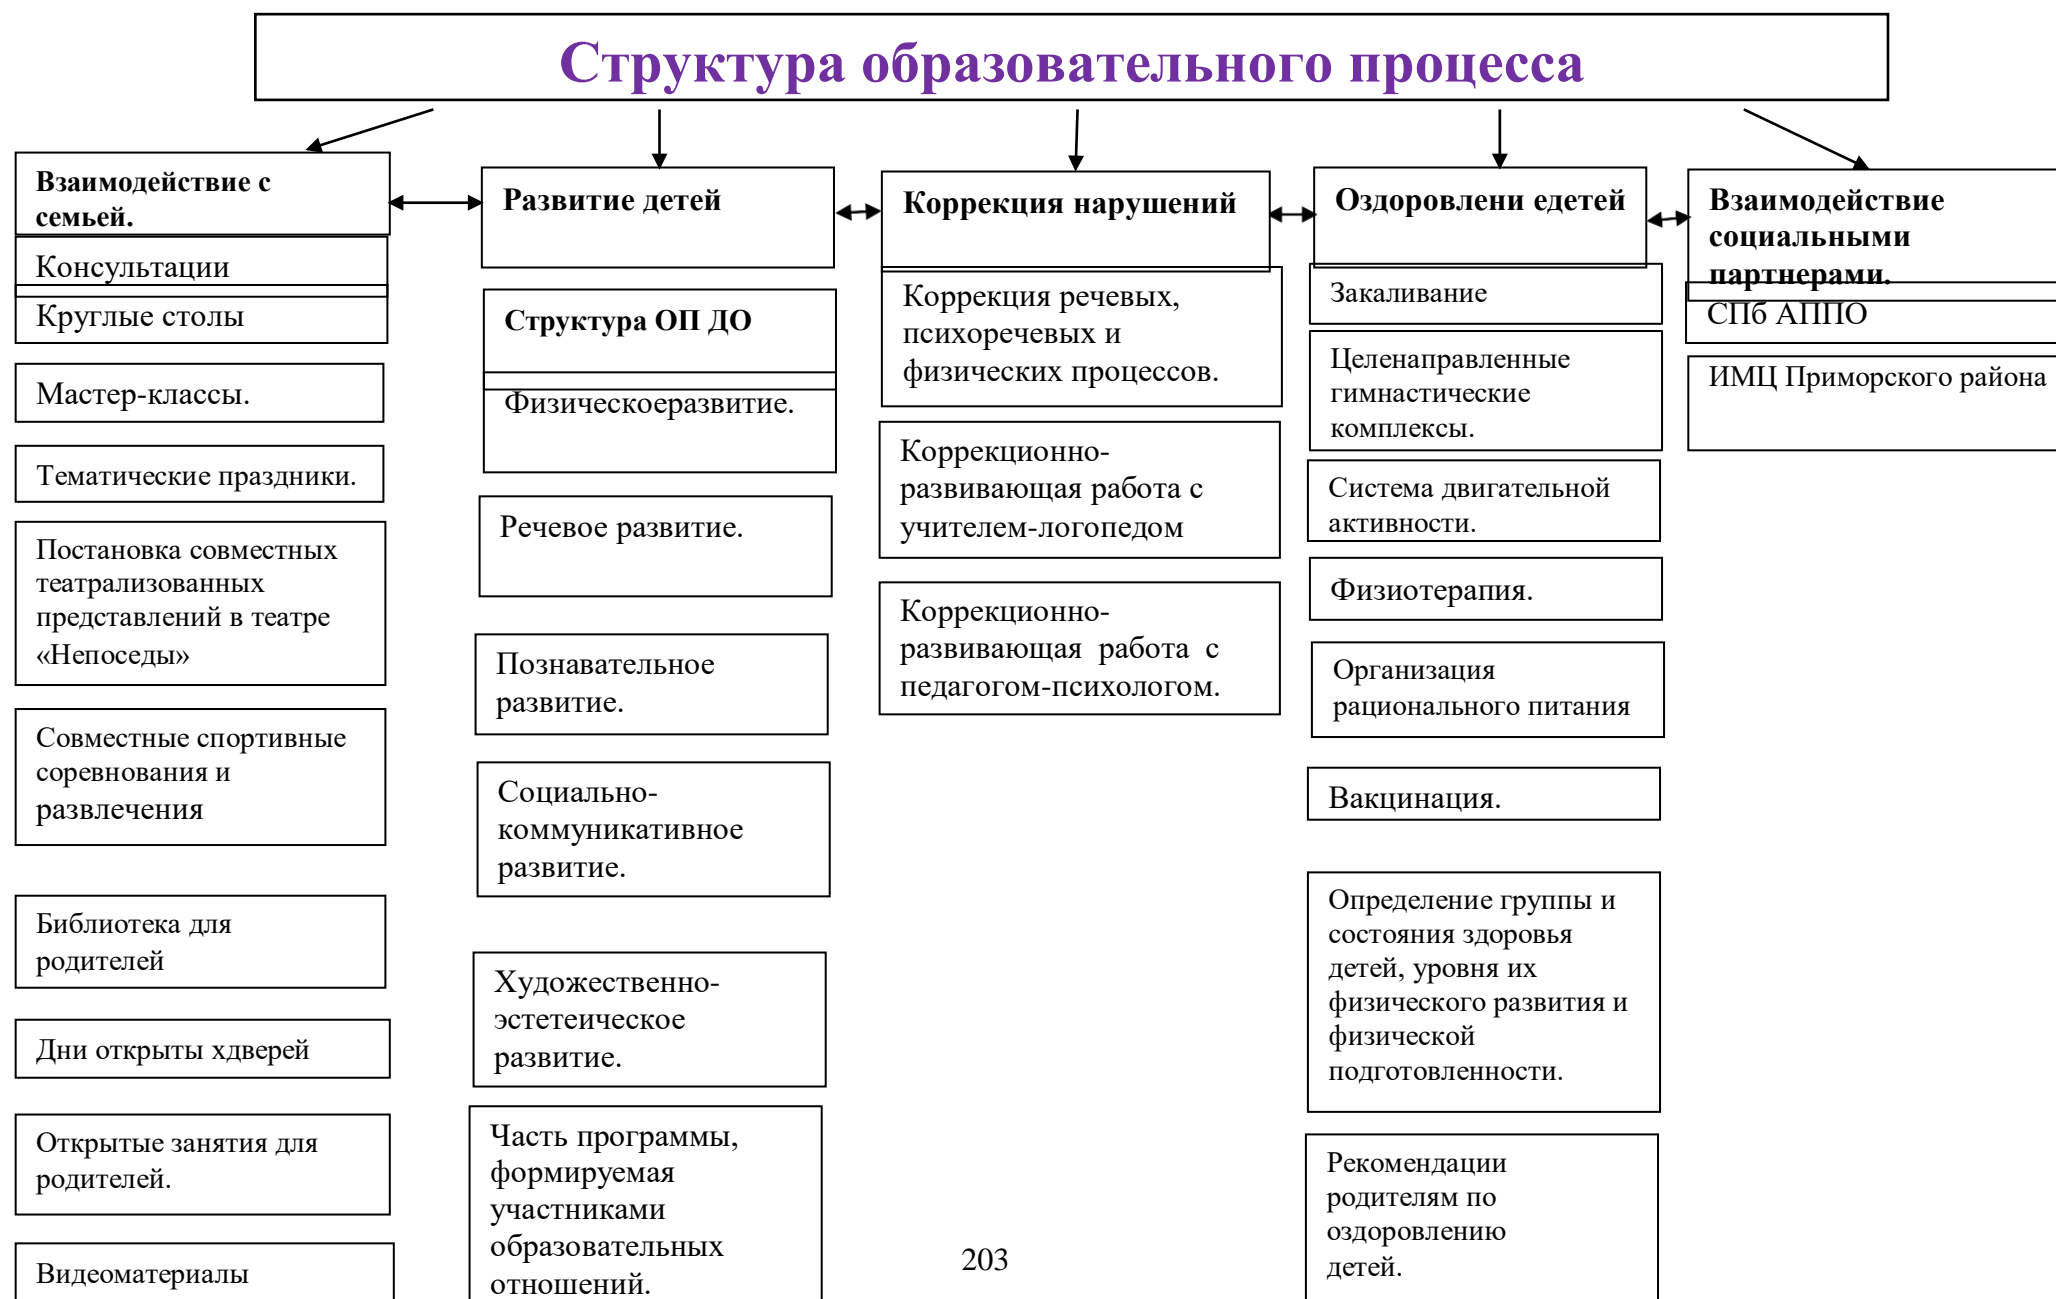 Структура образовательного процесса
Взаимодействие с
семьей.
Консультации
Круглые столы
Мастер-классы.
Тематические праздники.
Постановка совместных
театрализованных
представлений в театре
«Непоседы»
Совместные спортивные
соревнования и
развлечения
Библиотека для
родителей
Дни открыты хдверей
Открытые занятия для
родителей.
Видеоматериалы
Развитие детей
Структура ОП ДО
Физическоеразвитие.
Речевое развитие.
Познавательное
развитие.
Социально-
коммуникативное
развитие.
Художественно-
эстетеическое
развитие.
Часть программы,
формируемая
участниками
образовательных
отношений.
Коррекция нарушений
Коррекция речевых,
психоречевых и
физических процессов.
Коррекционно-
развивающая работа с
учителем-логопедом
Коррекционно-
развивающая работа с
педагогом-психологом.
Оздоровлени едетей
Закаливание
Целенаправленные
гимнастические
комплексы.
Система двигательной
активности.
Физиотерапия.
Организация
рационального питания
Вакцинация.
Определение группы и
состояния здоровья
детей, уровня их
физического развития и
физической
подготовленности.
Рекомендации
родителям по
оздоровлению
детей.
Взаимодействие
социальными
партнерами.
СПб АППО
ИМЦ Приморского района
203